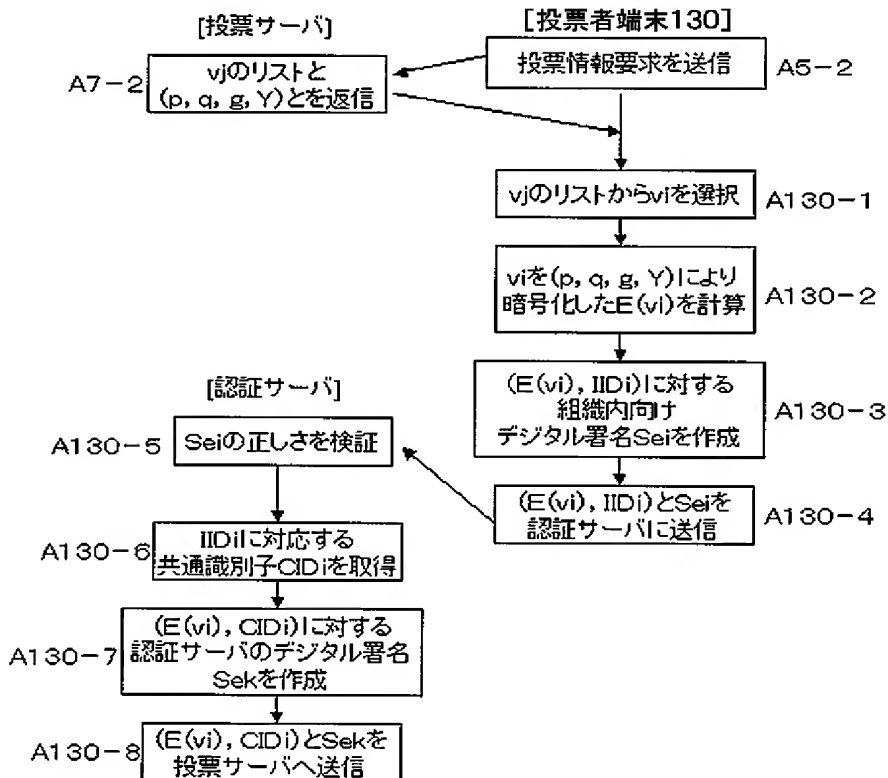 [投票サーバ]
[投票者端末130]
投票情報要求を送信
A5-2
A7-2
vjのリストと
(p, q, g, Y)とを返信
vjのリストからviを選択
A130-1
viを(p, q, g, Y)により
暗号化したE(vi)を計算
A130-2
(E(vi), IIDi)に対する
組織内向け
デジタル署名Seiを作成
A130-3
(E(vi), IIDi)とSeiを
認証サーバに送信
A130-4
[認証サーバ]
A130-5
Seiの正しさを検証
A130-6
IIDiに対応する
共通識別子CIDiを取得
A130-7
(E(vi), CIDi)に対する
認証サーバのデジタル署名
Sekを作成
A130-8
(E(vi), CIDi)とSekを
投票サーバへ送信